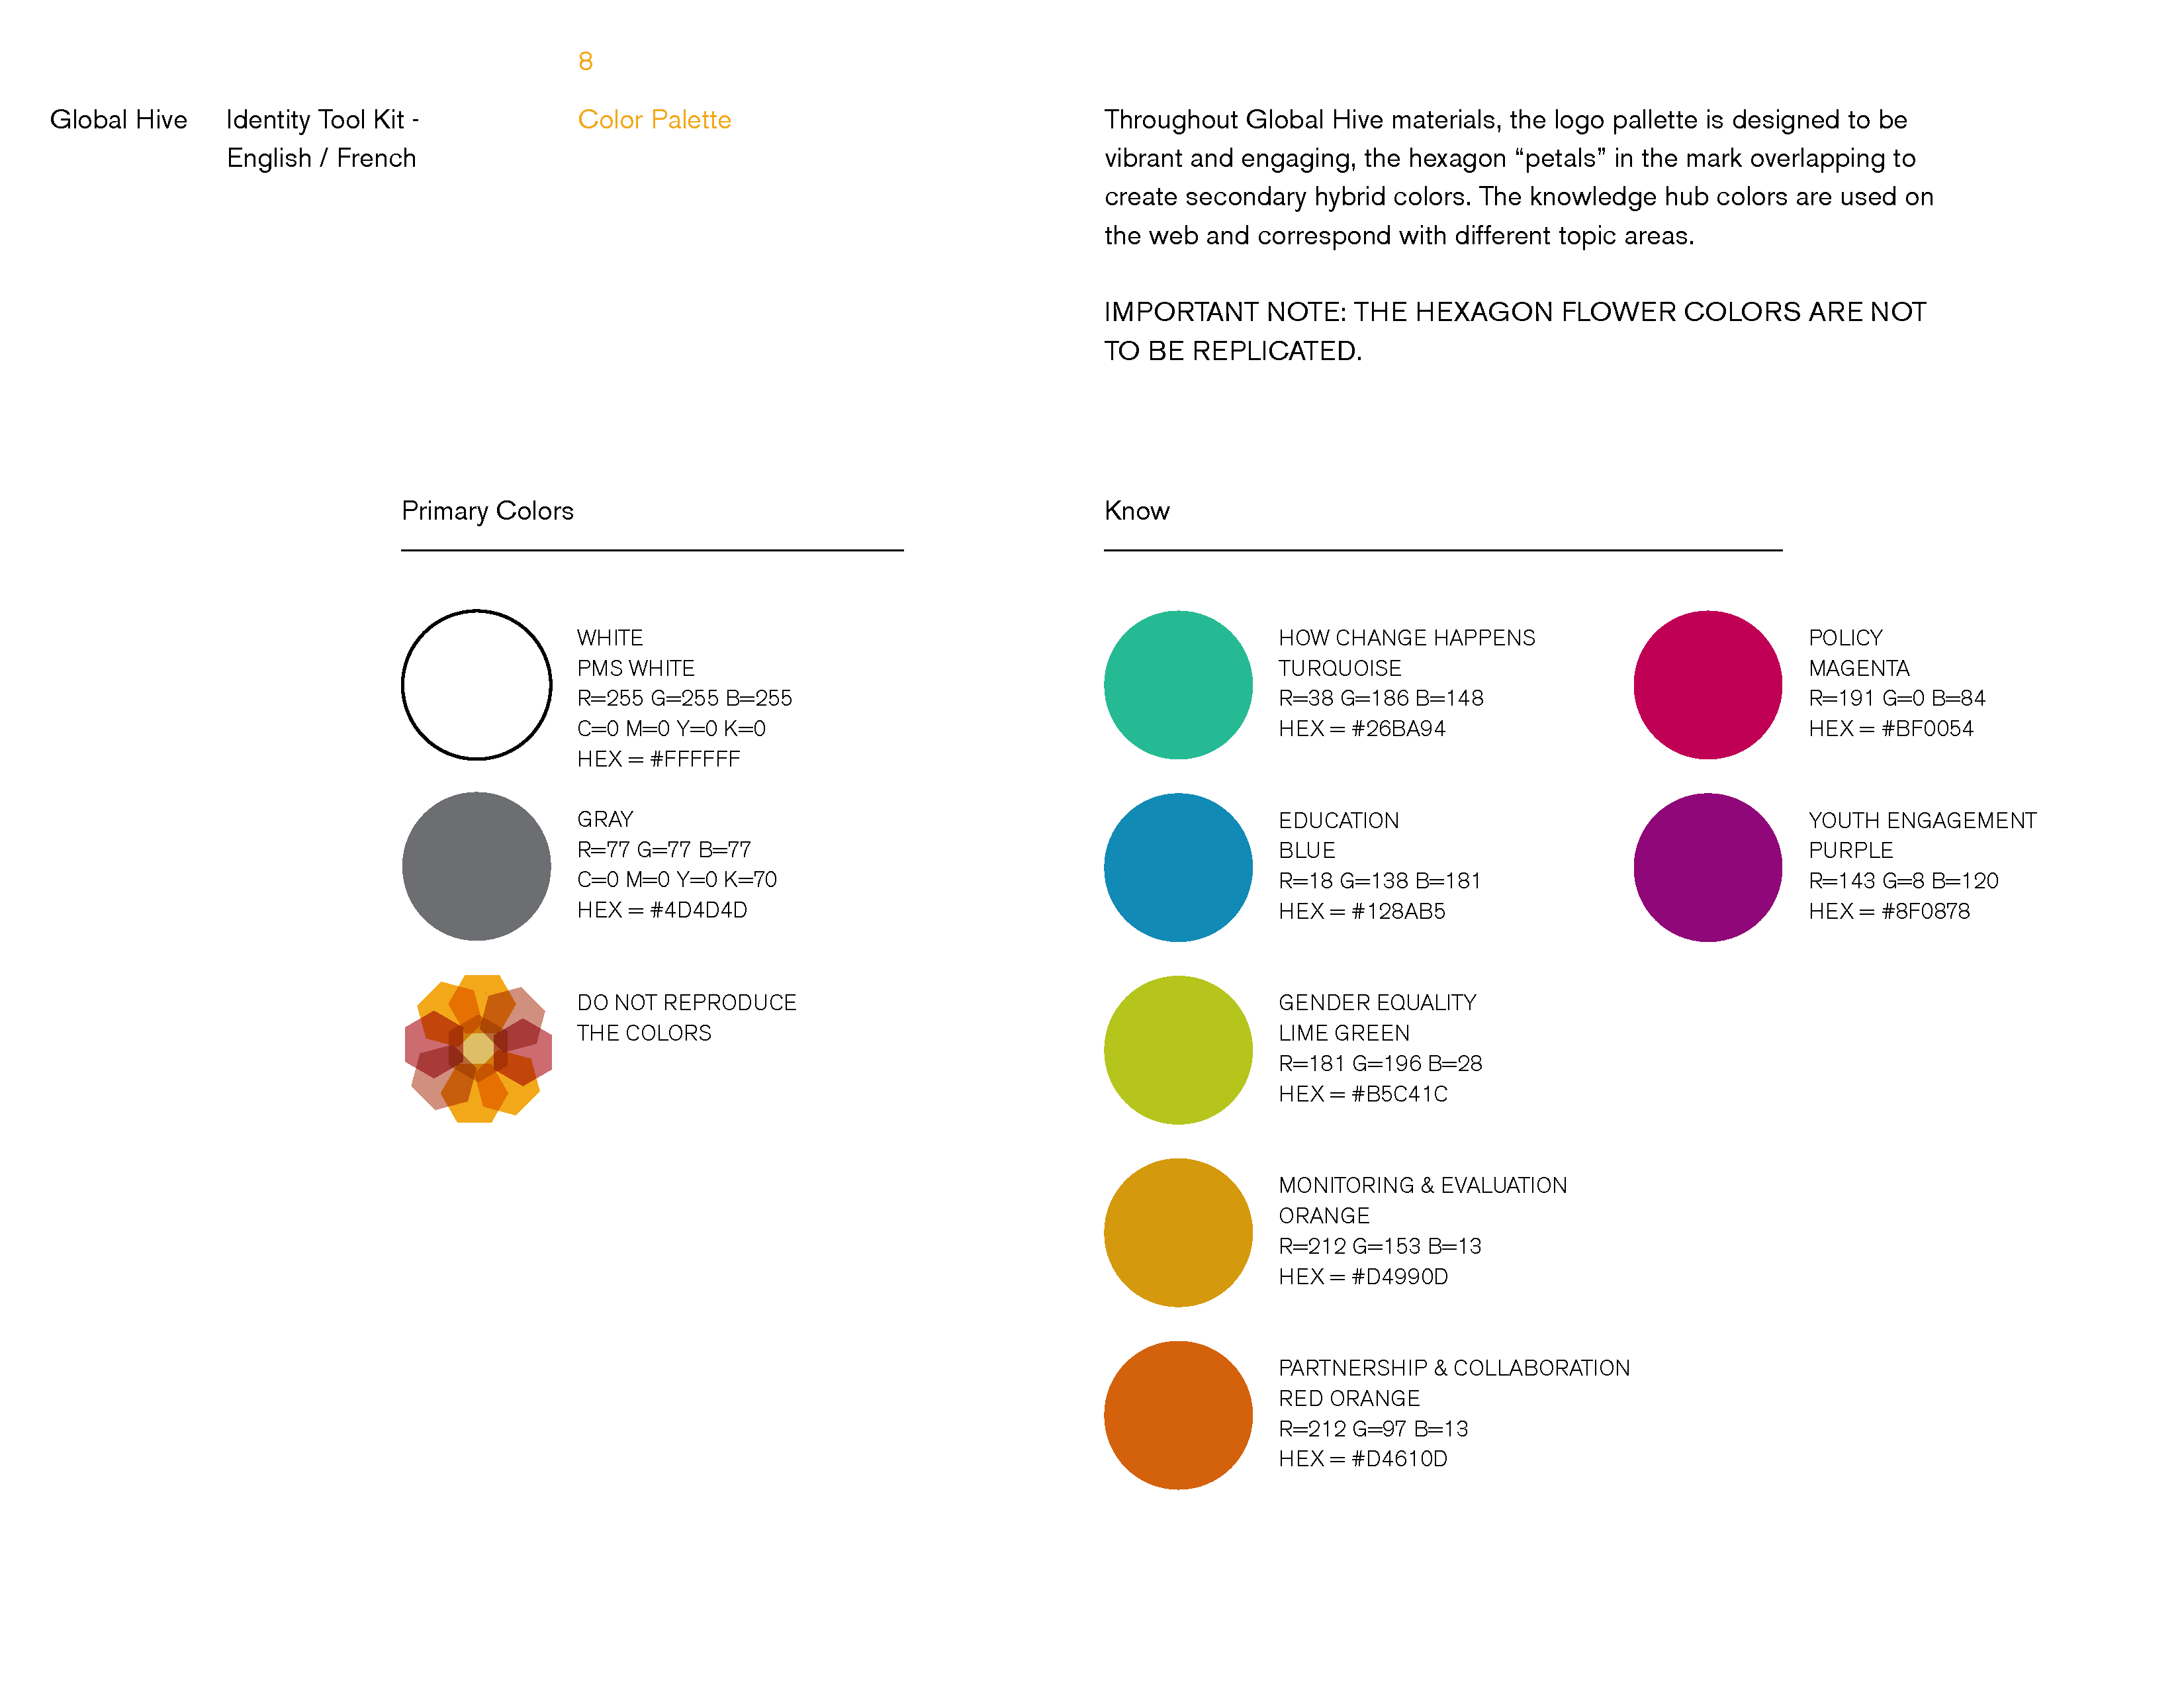 8
Global Hive
Identity Tool Kit -
English / French
Color Palette
Throughout Global Hive materials, the logo pallette is designed to be
vibrant and engaging, the hexagon “petals” in the mark overlapping to
create secondary hybrid colors. The knowledge hub colors are used on
the web and correspond with different topic areas.
IMPORTANT NOTE: THE HEXAGON FLOWER COLORS ARE NOT
TO BE REPLICATED.
Primary Colors
WHITE
PMS WHITE
R=255 G=255 B=255
C=0 M=0 Y=0 K=0
HEX = #FFFFFF
GRAY
R=77 G=77 B=77
C=0 M=0 Y=0 K=70
HEX = #4D4D4D
DO NOT REPRODUCE
THE COLORS
Know
HOW CHANGE HAPPENS
TURQUOISE
R=38 G=186 B=148
HEX = #26BA94
EDUCATION
BLUE
R=18 G=138 B=181
HEX = #128AB5
GENDER EQUALITY
LIME GREEN
R=181 G=196 B=28
HEX = #B5C41C
MONITORING & EVALUATION
ORANGE
R=212 G=153 B=13
HEX = #D4990D
PARTNERSHIP & COLLABORATION
RED ORANGE
R=212 G=97 B=13
HEX = #D4610D
POLICY
MAGENTA
R=191 G=0 B=84
HEX = #BF0054
YOUTH ENGAGEMENT
PURPLE
R=143 G=8 B=120
HEX = #8F0878